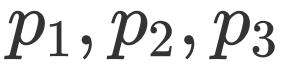 p₁, p₂, p₃